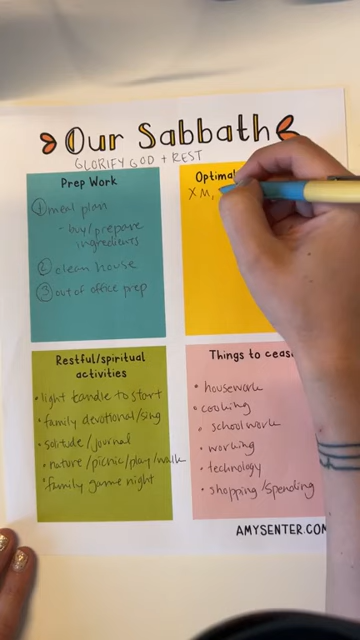 Our Sabbath
GLORIFY GOD + REST
Prep Work
① meal plan
- buy/prepare
ingredients
② clean house
③ out of office prep
Optimal
X M,
Restful/spiritual
activities
• light candle to start
• family devotional/sing
• solitude/journal
• nature/picnic/play/walk
• family game night
Things to cease
• housework
• cooking
• school work
• working
• technology
• shopping/spending
AMYSENTER.COM